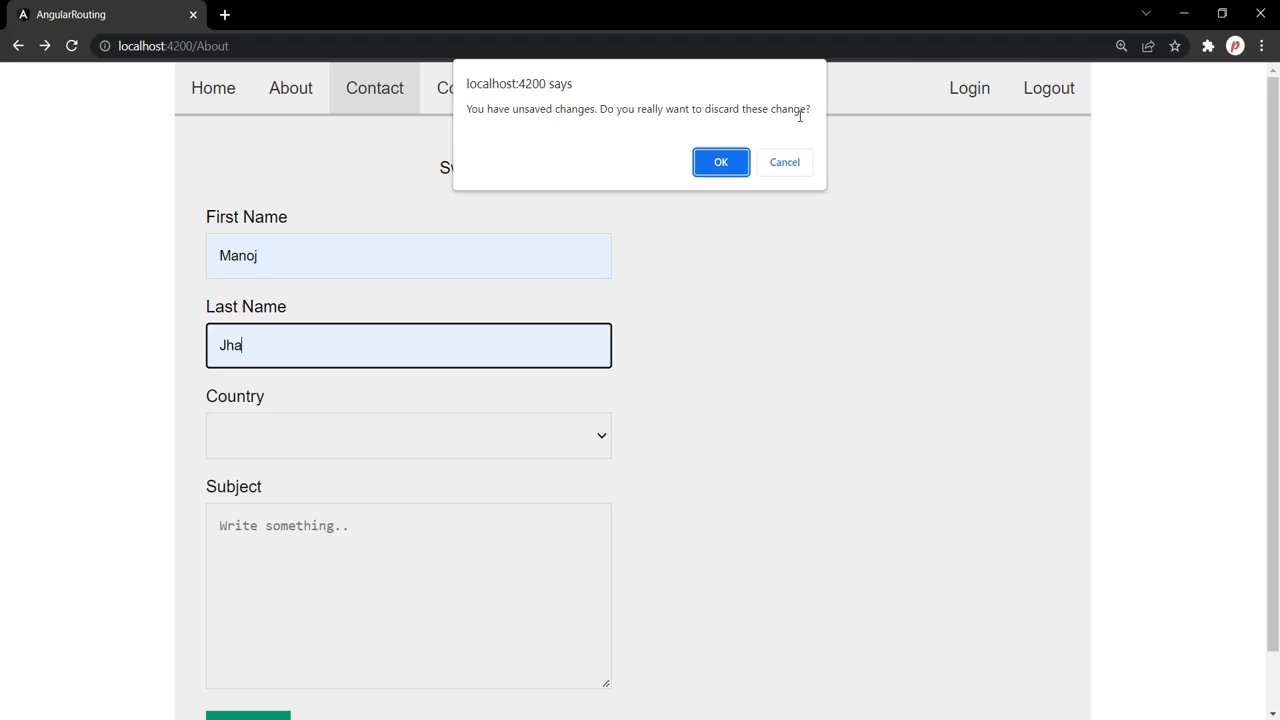 AngularRouting
localhost:4200/About
Home About Contact Login Logout
localhost:4200 says
You have unsaved changes. Do you really want to discard these change?
OK Cancel
First Name
Manoj
Last Name
Jha
Country
Subject
Write something..